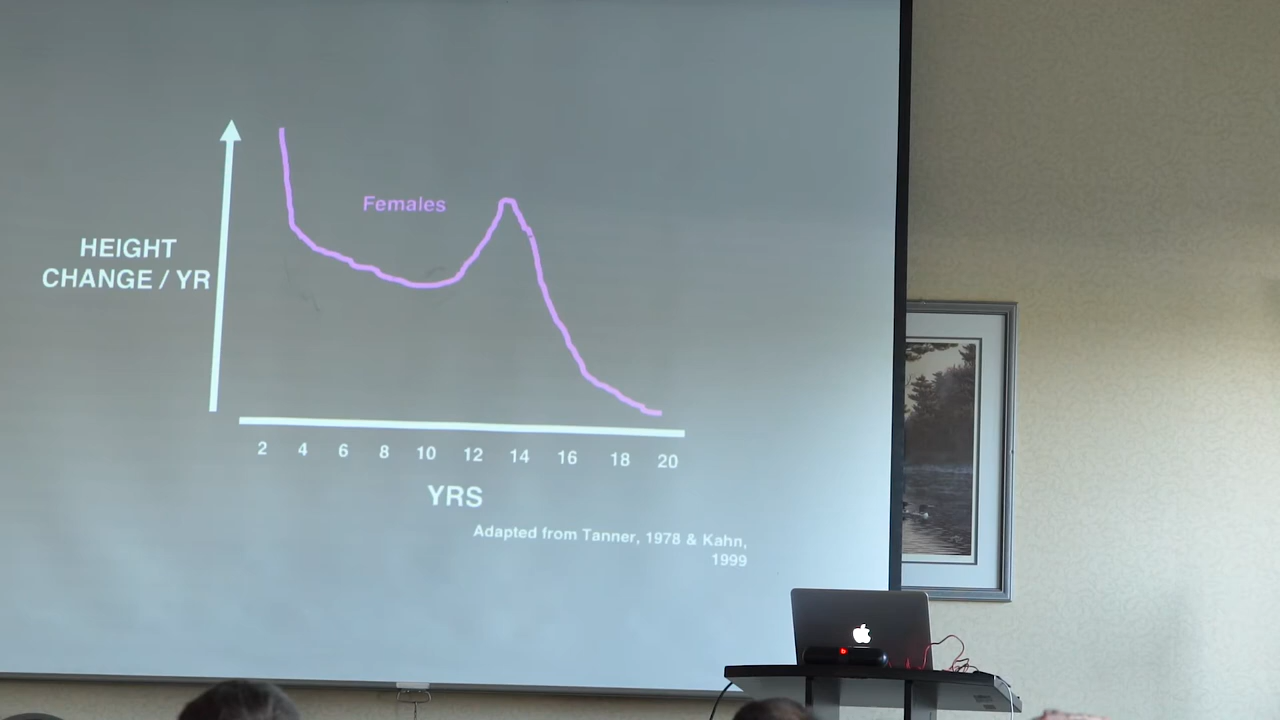 Females
HEIGHT
CHANGE / YR
2 4 6 8 10 12 14 16 18 20
YRS
Adapted from Tanner, 1978 & Kahn,
1999